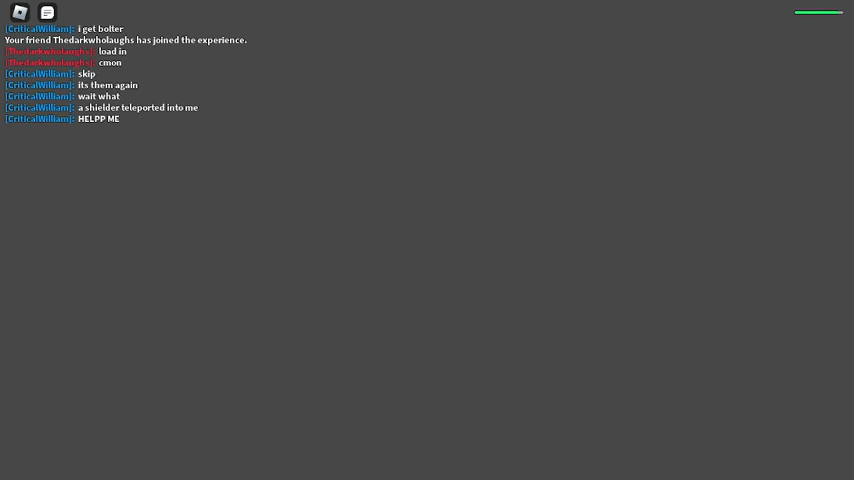 [CriticalWilliam]: i get bolter
Your friend Thedarkwholaughs has joined the experience.
[Thedarkwholaughs]: load in
[Thedarkwholaughs]: cmon
[CriticalWilliam]: skip
[CriticalWilliam]: its them again
[CriticalWilliam]: wait what
[CriticalWilliam]: a shielder teleported into me
[CriticalWilliam]: HELPP ME